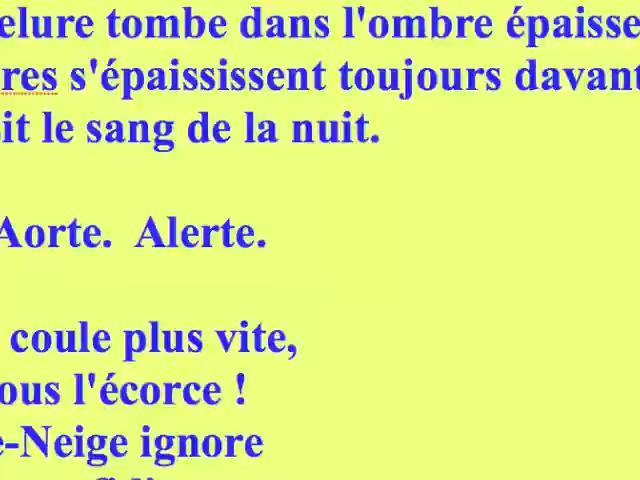 elure tombe dans l'ombre épaisse
res s'épaississent toujours davant
it le sang de la nuit.
Aorte.  Alerte.
coule plus vite,
ous l'écorce !
e-Neige ignore